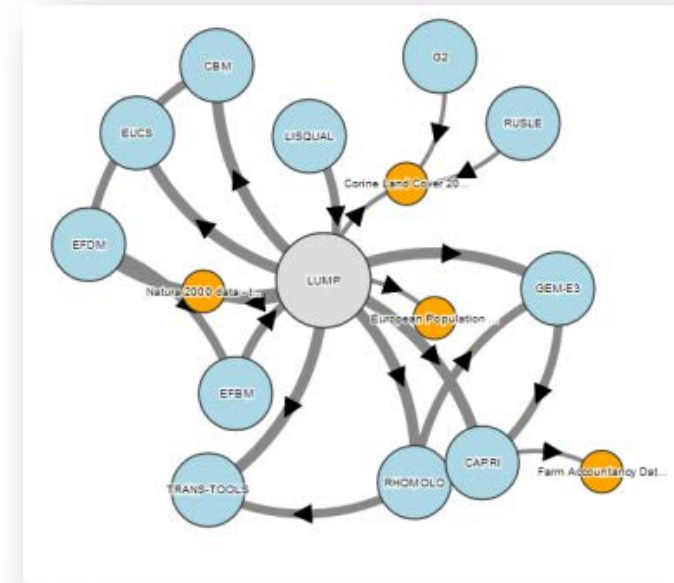 G2
CBM
RUSLE
EUCS
LISQUAL
Corine Land Cover 20...
EFDM
LUMP
GEM-E3
Natura 2000 data - t...
European Population ...
EFBM
CAPRI
Farm Accountancy Dat...
RHOMOLO
TRANS-TOOLS